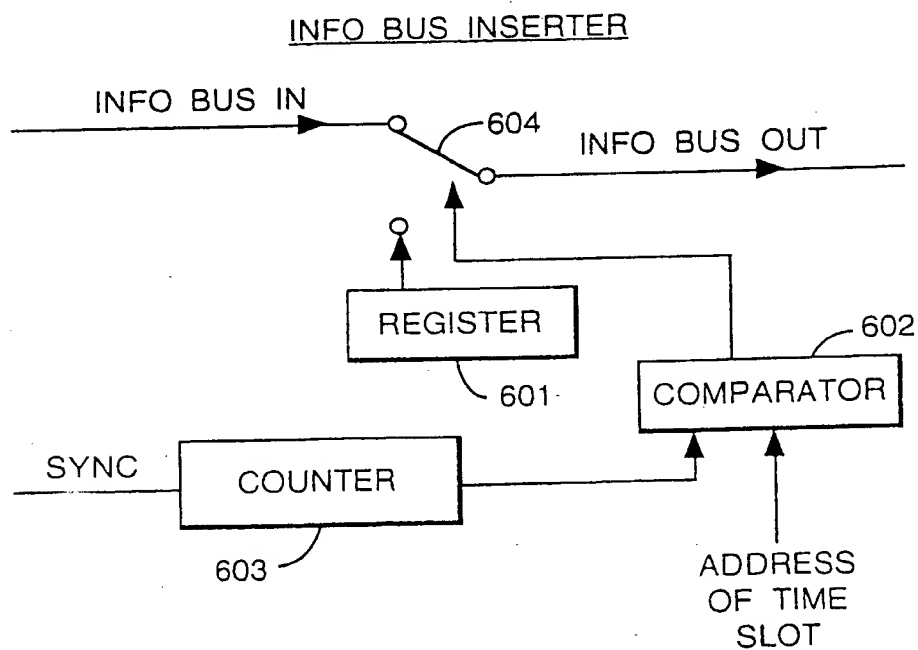 INFO BUS INSERTER
INFO BUS IN
604
INFO BUS OUT
REGISTER
601
602
COMPARATOR
SYNC
COUNTER
603
ADDRESS
OF TIME
SLOT